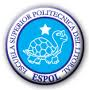 ESCUELA SUPERIOR POLITECNICA DEL LITORAL
ESPOL